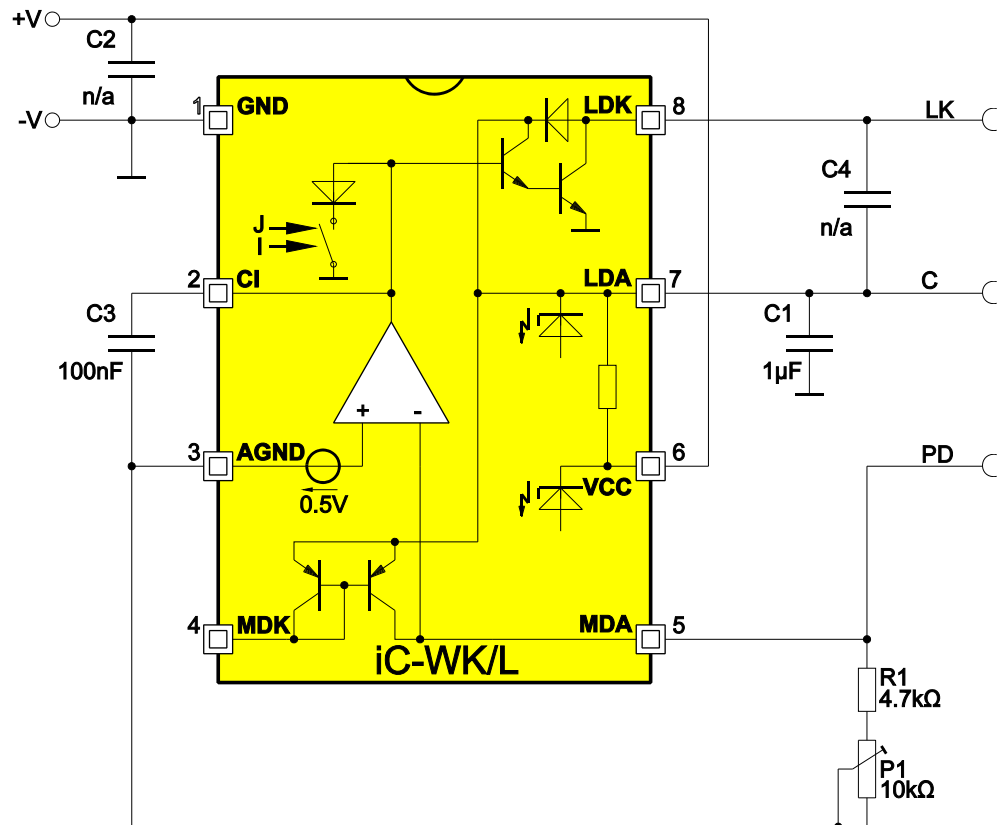 +V
C2
n/a
-V
1
GND
LDK
8
LK
C4
n/a
J
I
2
CI
LDA
7
C
C3
100nF
C1
1µF
+
-
3
AGND
0.5V
VCC
6
PD
4
MDK
MDA
5
iC-WK/L
R1
4.7kΩ
P1
10kΩ